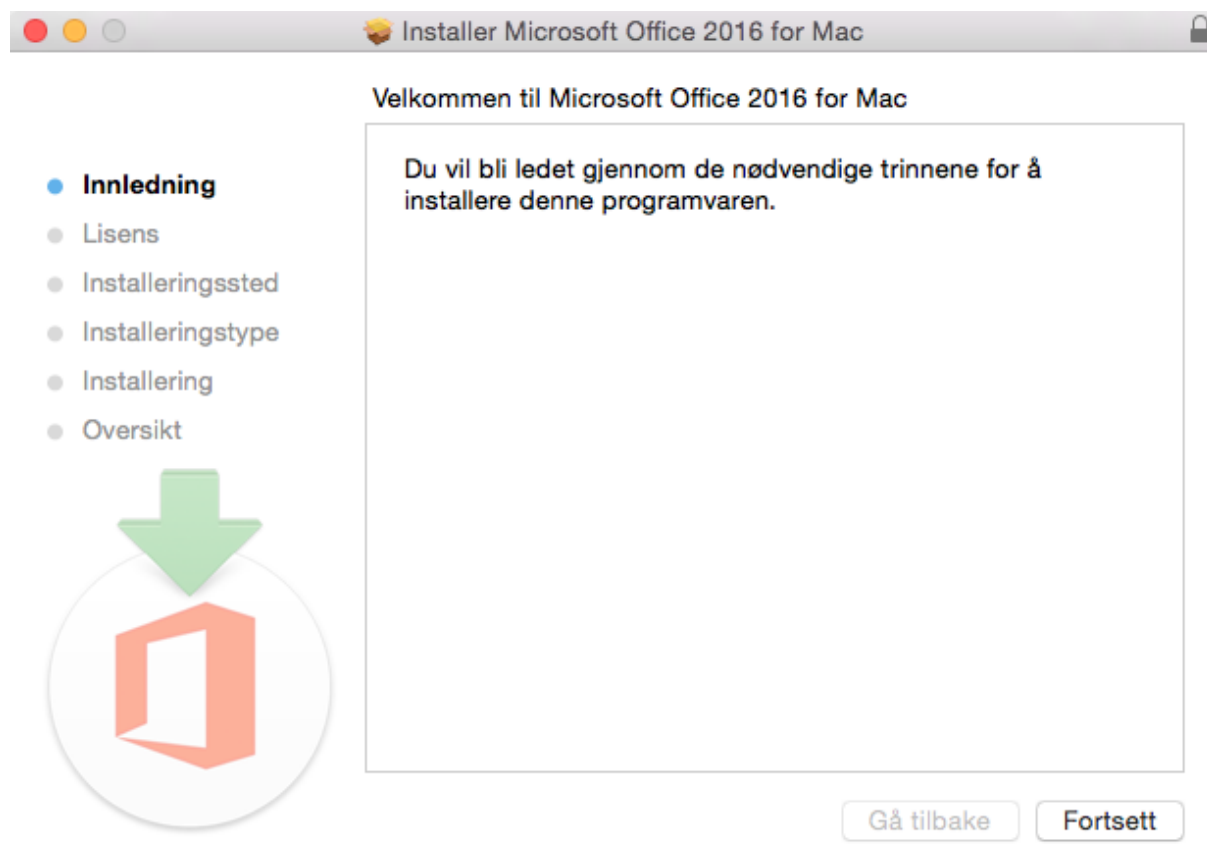 Installer Microsoft Office 2016 for Mac
Velkommen til Microsoft Office 2016 for Mac
Innledning
Lisens
Installeringssted
Installeringstype
Installering
Oversikt
Du vil bli ledet gjennom de nødvendige trinnene for å
installere denne programvaren.
Gå tilbake
Fortsett